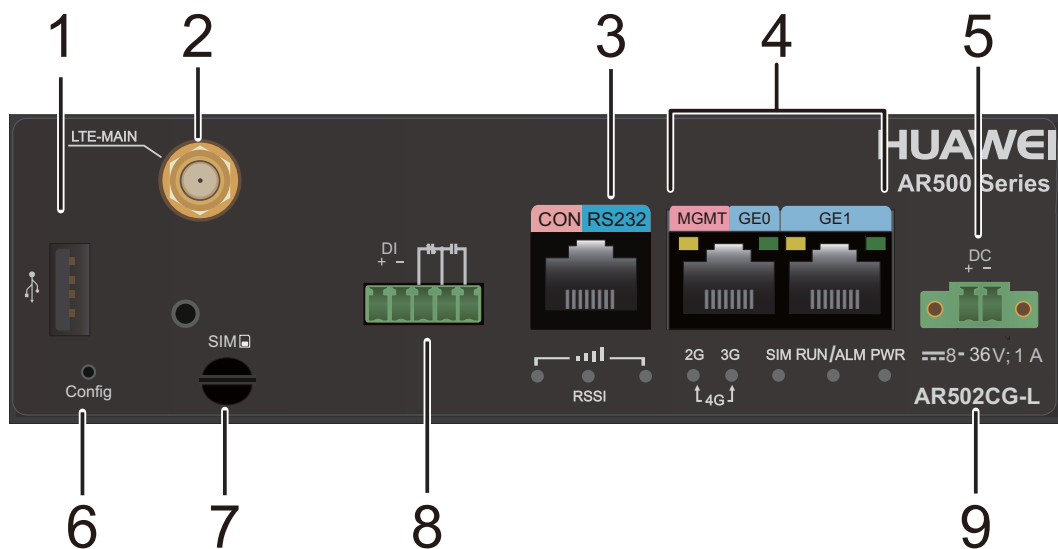 1 2 3 4 5
LTE-MAIN
HUAWEI
AR500 Series
CON RS232
MGMT GE0 GE1
DI
+ -
DC
+ -
SIM
Config
RSSI
2G 3G
4G
SIM RUN/ALM PWR
8-36V; 1 A
AR502CG-L
6 7 8 9